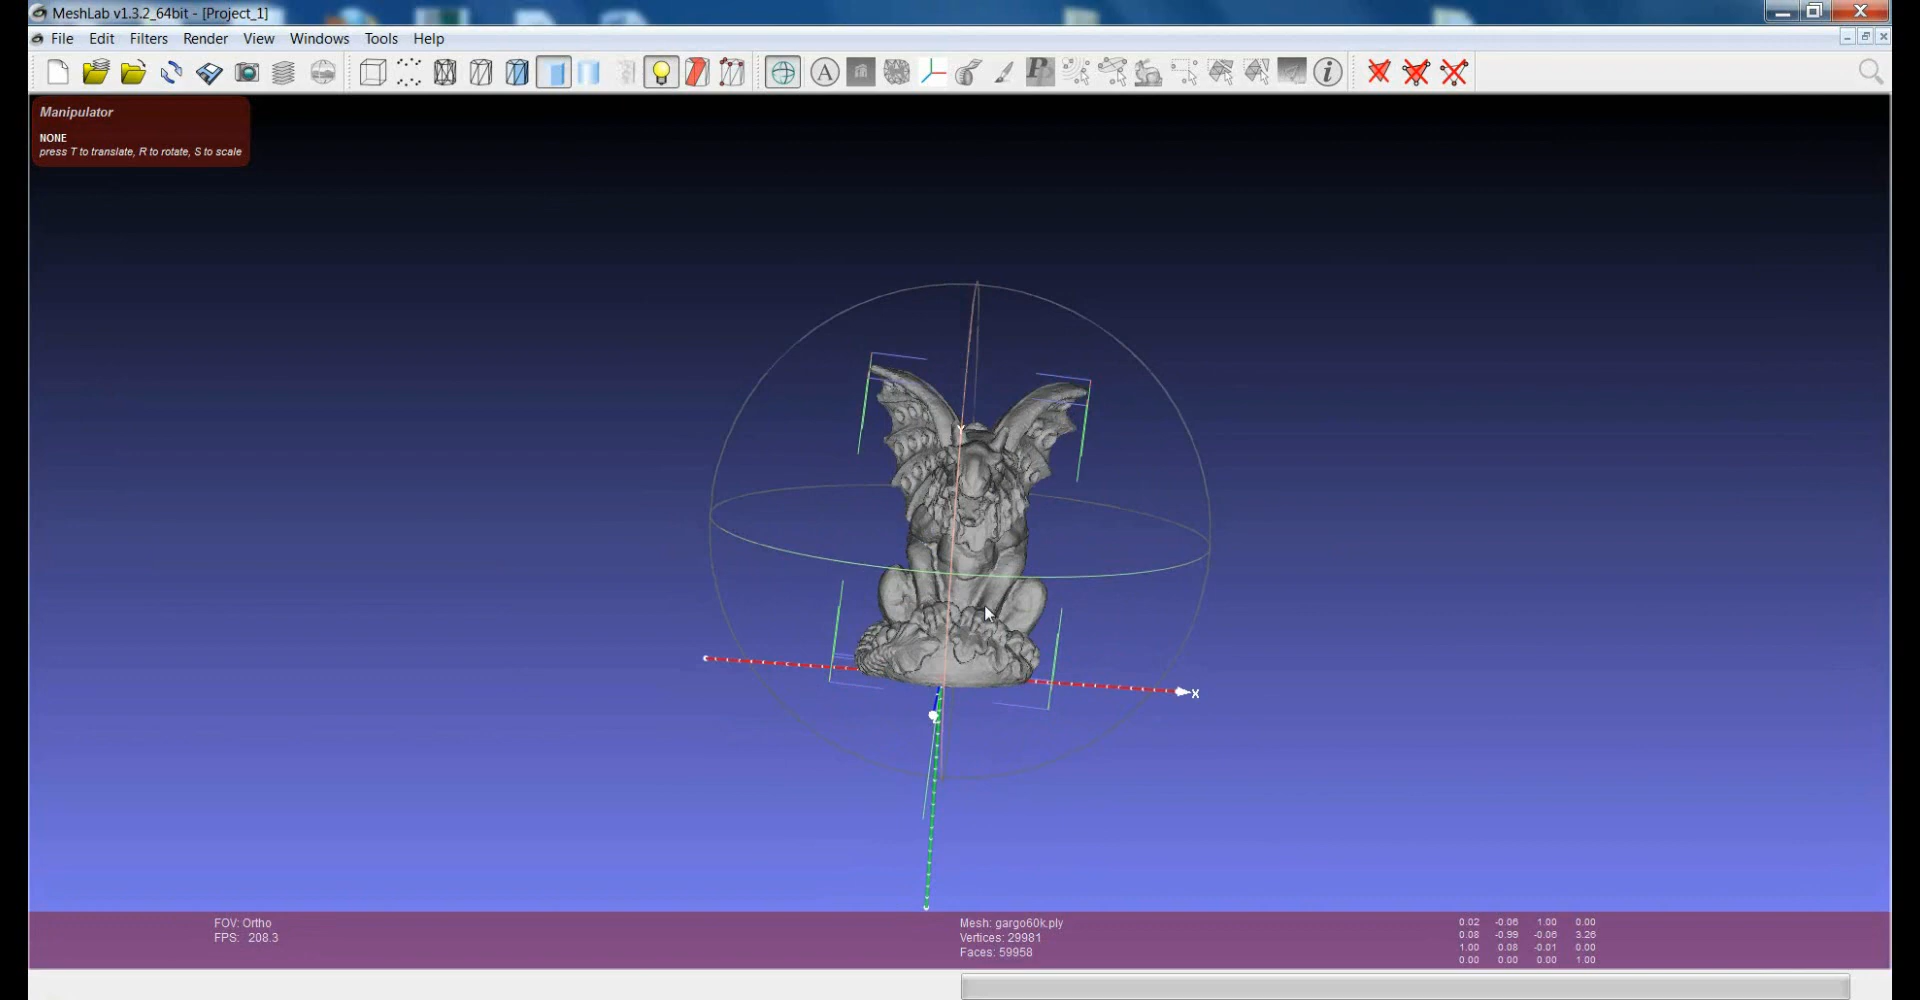 MeshLab v1.3.2_64bit - [Project_1]
File Edit Filters Render View Windows Tools Help
A
P
i
Manipulator
NONE
press T to translate, R to rotate, S to scale
Y
X
FOV: Ortho
FPS: 208.3
Mesh: gargo60k.ply
Vertices: 29981
Faces: 59958
0.02 -0.06 1.00 0.00
0.08 -0.99 -0.06 3.26
1.00 0.08 -0.01 0.00
0.00 0.00 0.00 1.00